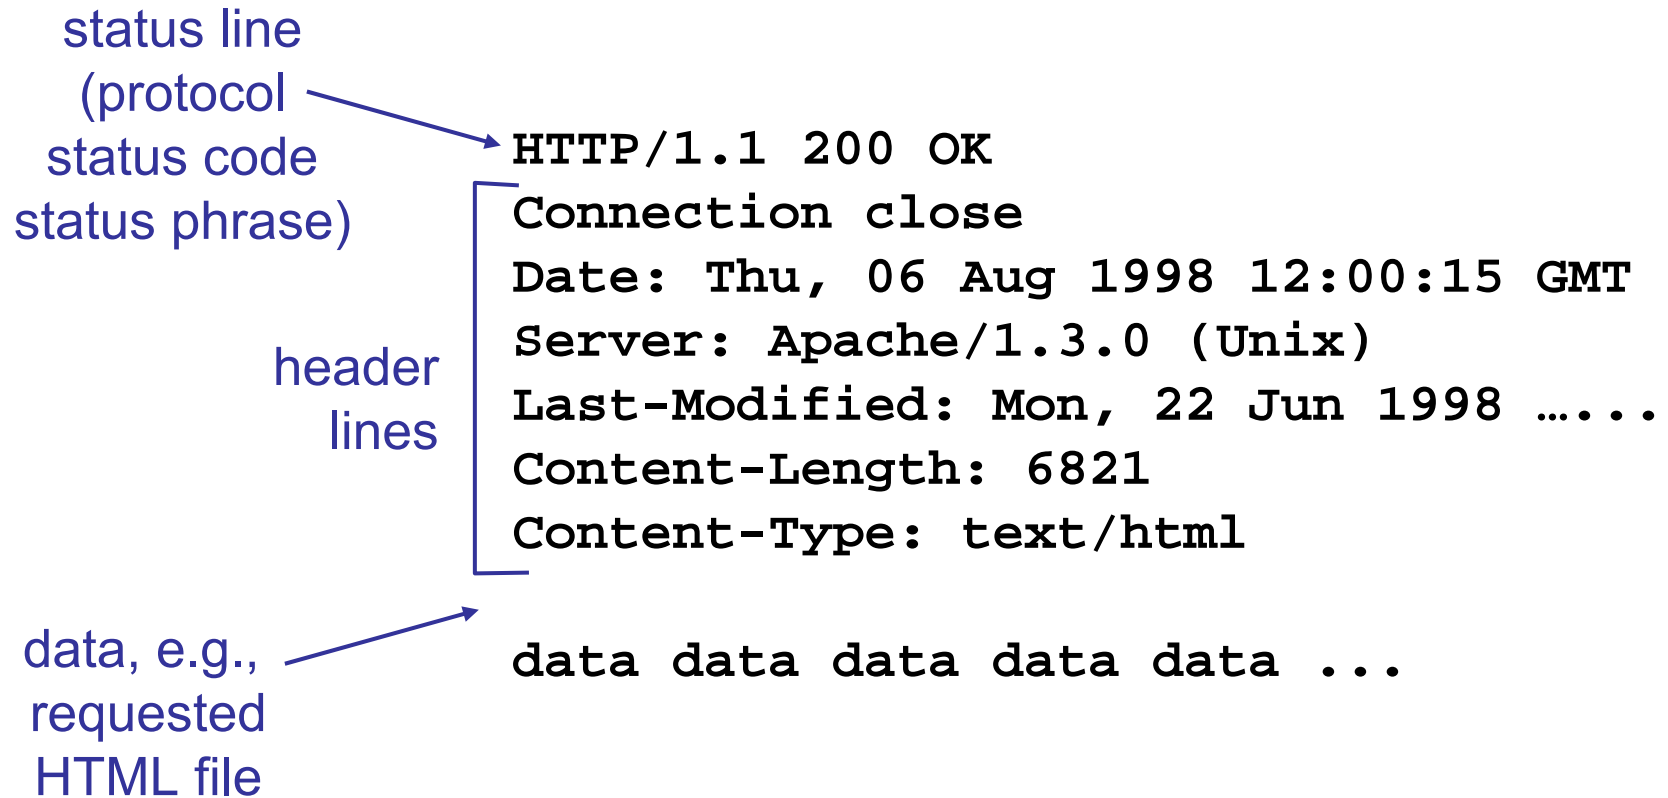 status line
(protocol
status code
status phrase)
HTTP/1.1 200 OK
Connection close
Date: Thu, 06 Aug 1998 12:00:15 GMT
Server: Apache/1.3.0 (Unix)
Last-Modified: Mon, 22 Jun 1998 …...
Content-Length: 6821
Content-Type: text/html
header
lines
data, e.g.,
requested
HTML file
data data data data data ...